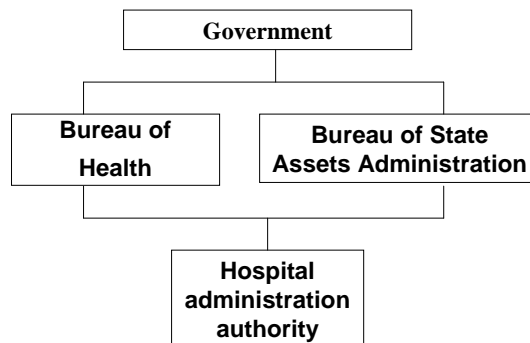 Government
Bureau of
Health
Bureau of State
Assets Administration
Hospital
administration
authority